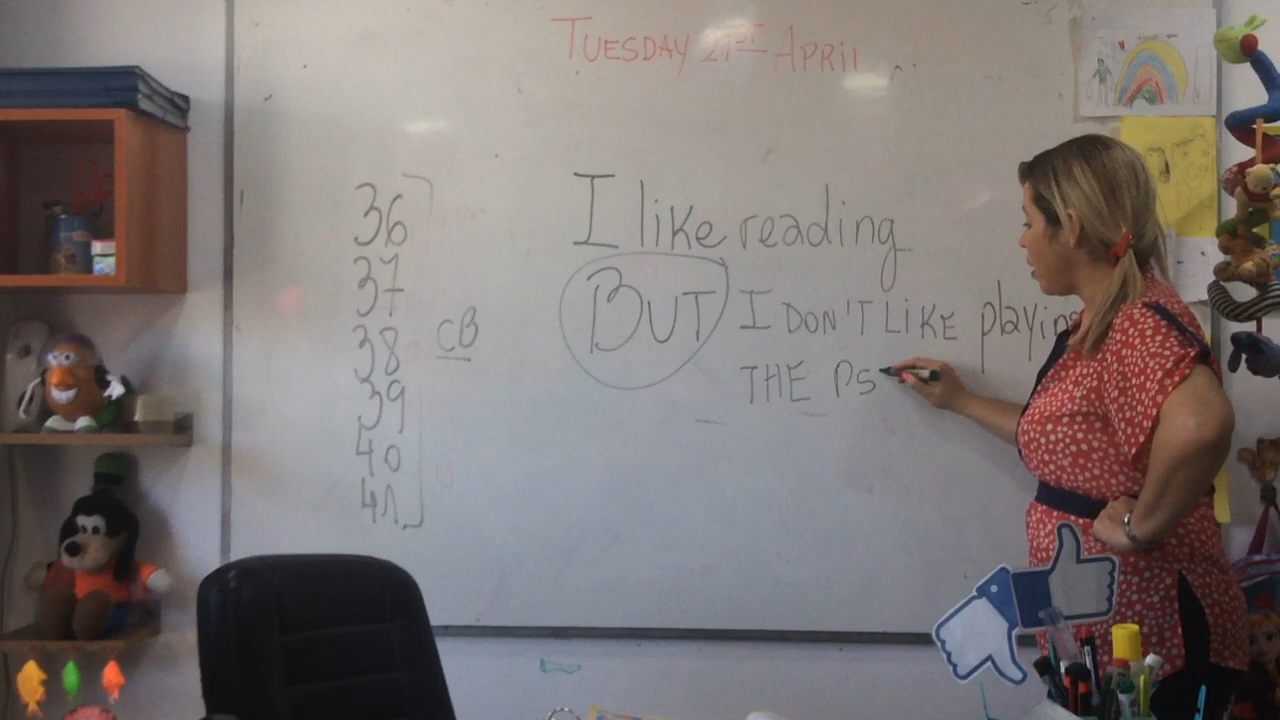 TUESDAY 21ST APRIL
36
37
38
39
40
41
CB
I like reading
BUT I DON'T LIKE playing
THE PS